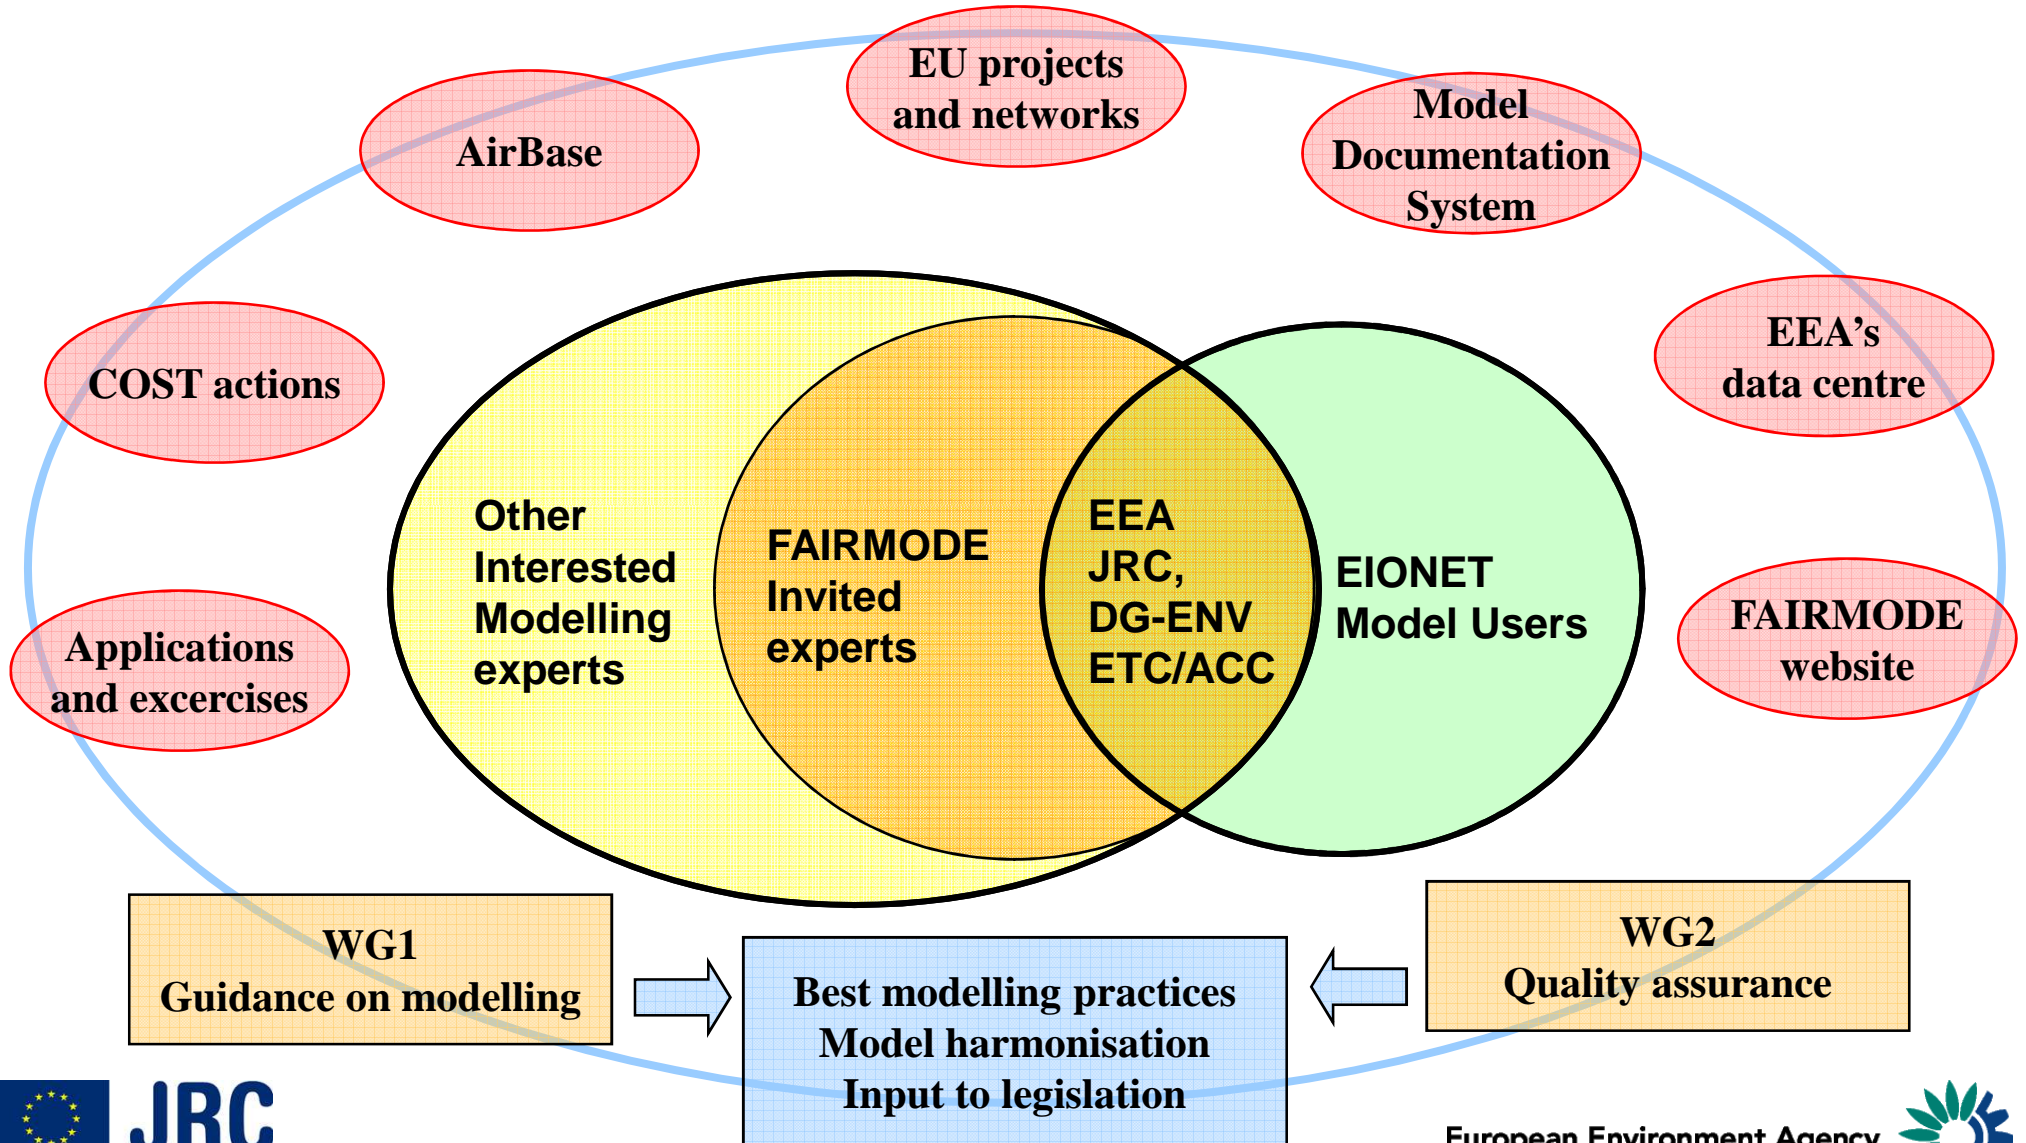 EU projects
and networks
AirBase
Model
Documentation
System
COST actions
EEA's
data centre
Applications
and excercises
FAIRMODE
website
Other
Interested
Modelling
experts
FAIRMODE
Invited
experts
EEA
JRC,
DG-ENV
ETC/ACC
EIONET
Model Users
WG1
Guidance on modelling
Best modelling practices
Model harmonisation
Input to legislation
WG2
Quality assurance
JRC
European Environment Agency